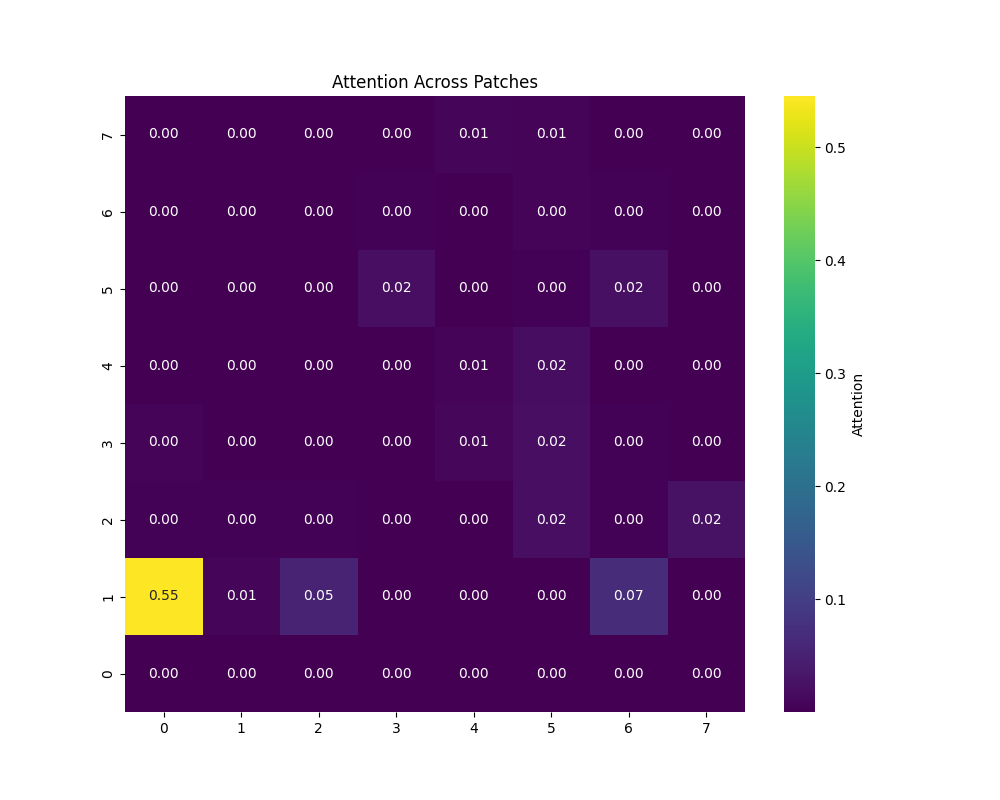 Attention Across Patches
7 0.00 0.00 0.00 0.00 0.01 0.01 0.00 0.00
6 0.00 0.00 0.00 0.00 0.00 0.00 0.00 0.00
5 0.00 0.00 0.00 0.02 0.00 0.00 0.02 0.00
4 0.00 0.00 0.00 0.00 0.01 0.02 0.00 0.00
3 0.00 0.00 0.00 0.00 0.01 0.02 0.00 0.00
2 0.00 0.00 0.00 0.00 0.00 0.02 0.00 0.02
1 0.55 0.01 0.05 0.00 0.00 0.00 0.07 0.00
0 0.00 0.00 0.00 0.00 0.00 0.00 0.00 0.00
0 1 2 3 4 5 6 7
0.5
0.4
0.3
0.2
0.1
Attention